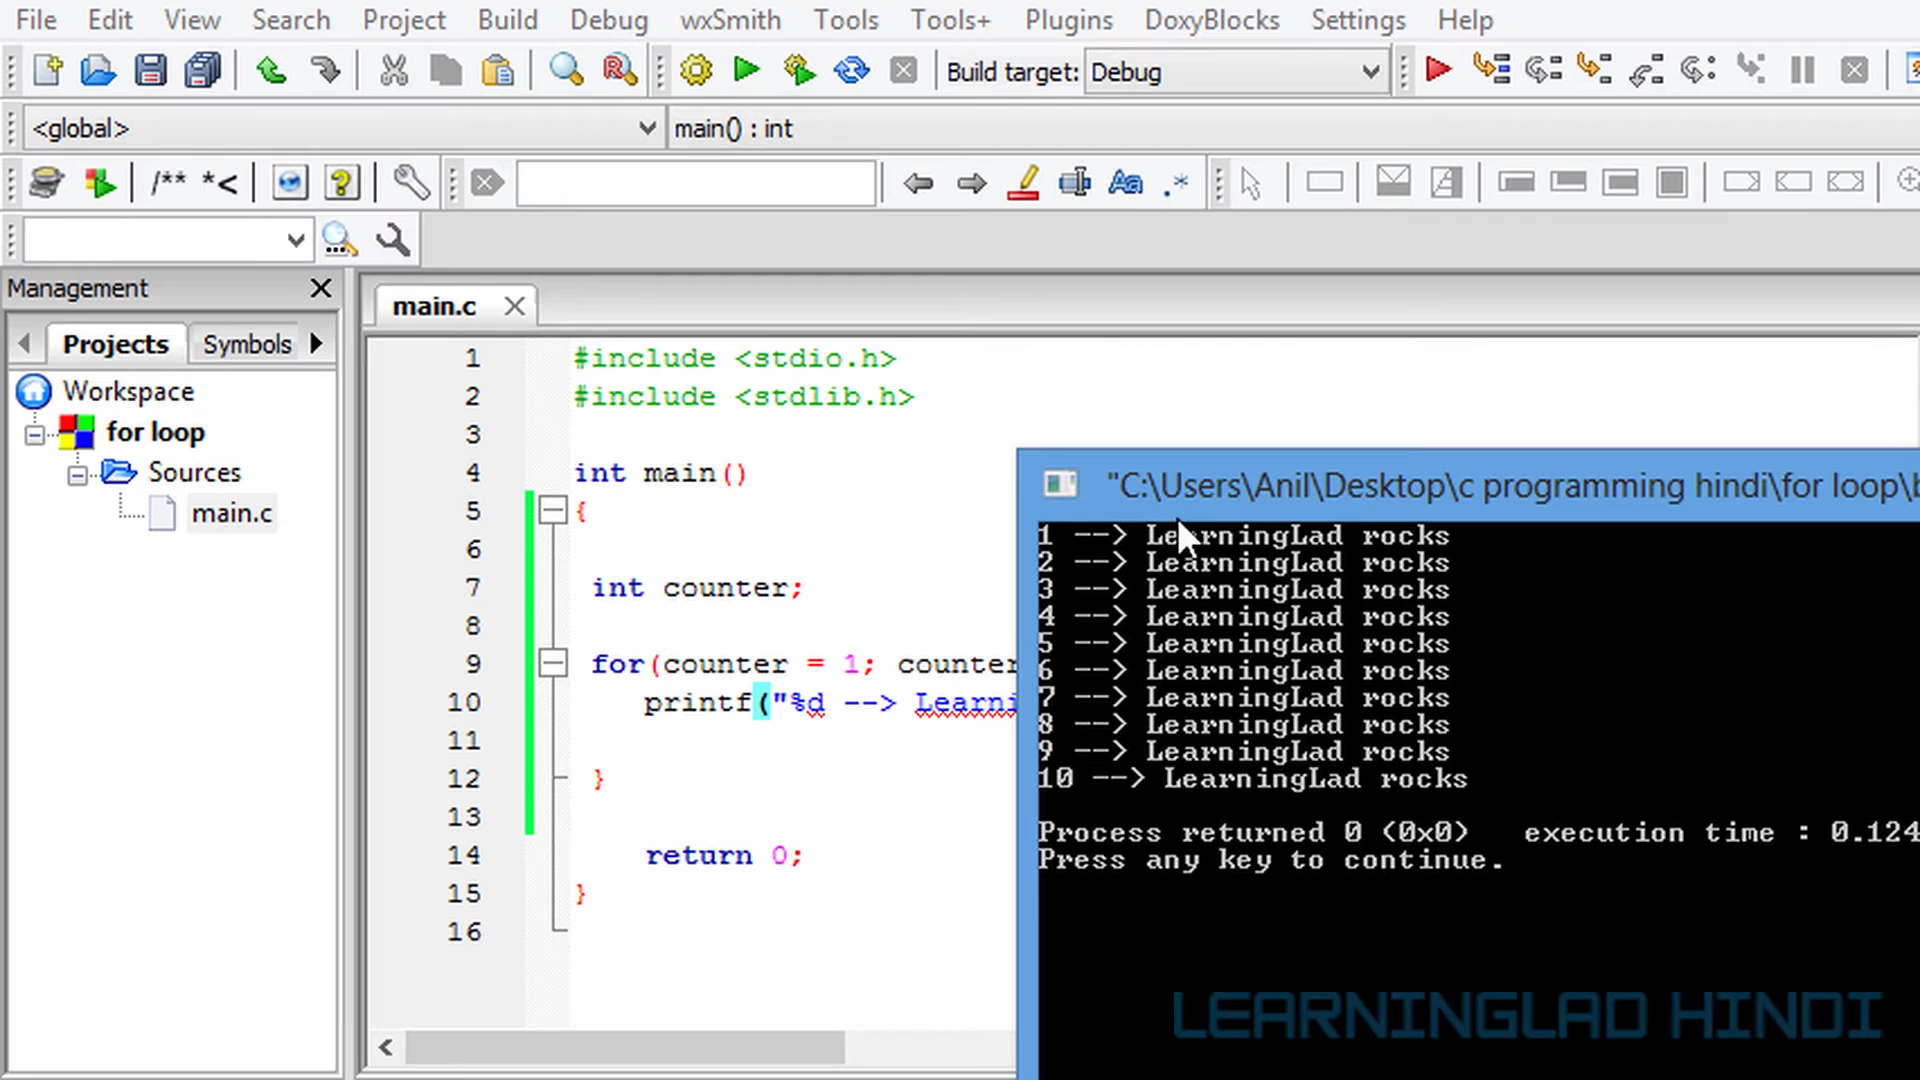 File Edit View Search Project Build Debug wxSmith Tools Tools+ Plugins DoxyBlocks Settings Help
Build target: Debug
<global> main() : int
/** *<
Management
Projects Symbols
Workspace
for loop
Sources
main.c
main.c
1 #include <stdio.h>
2 #include <stdlib.h>
3
4 int main()
5 {
6
7 int counter;
8
9 for(counter = 1; counter
10 printf("%d --> Learni
11
12 }
13
14 return 0;
15 }
16
"C:\Users\Anil\Desktop\c programming hindi\for loop\
1 --> LearningLad rocks
2 --> LearningLad rocks
3 --> LearningLad rocks
4 --> LearningLad rocks
5 --> LearningLad rocks
6 --> LearningLad rocks
7 --> LearningLad rocks
8 --> LearningLad rocks
9 --> LearningLad rocks
10 --> LearningLad rocks
Process returned 0 (0x0) execution time : 0.124
Press any key to continue.
LEARNINGLAD HINDI